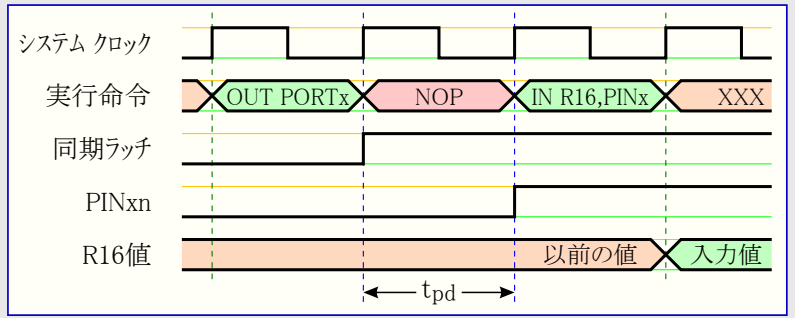 システム クロック
実行命令
OUT PORTx
NOP
IN R16,PINx
XXX
同期ラッチ
PINxn
R16値
以前の値
入力値
tpd